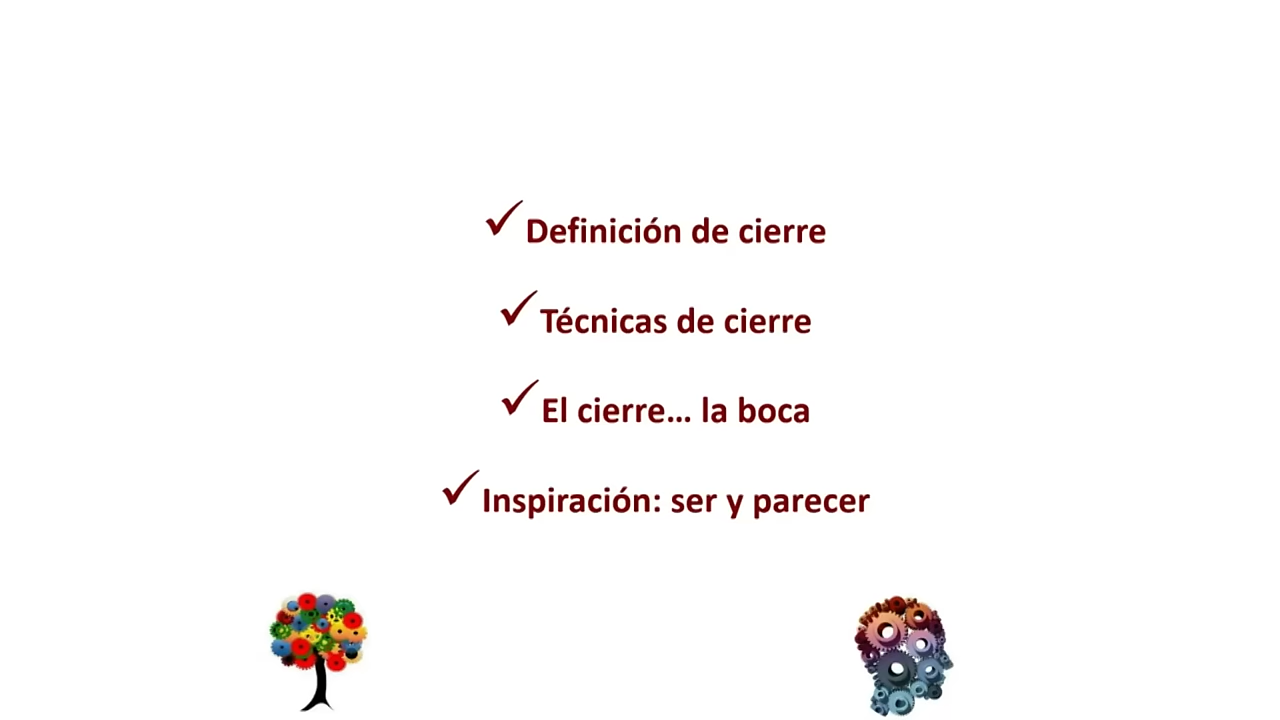 ✓Definición de cierre
✓Técnicas de cierre
✓El cierre... la boca
✓Inspiración: ser y parecer